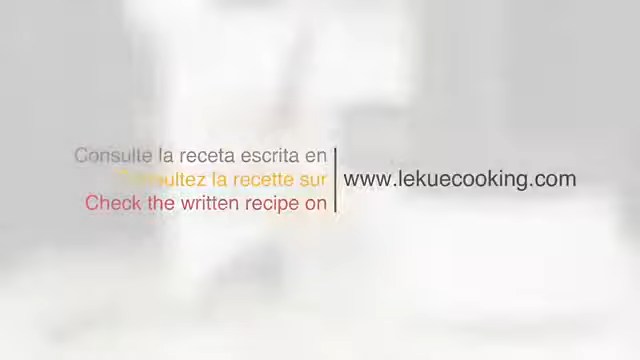 Consulte la receta escrita en
Consultez la recette sur
Check the written recipe on
www.lekuecooking.com